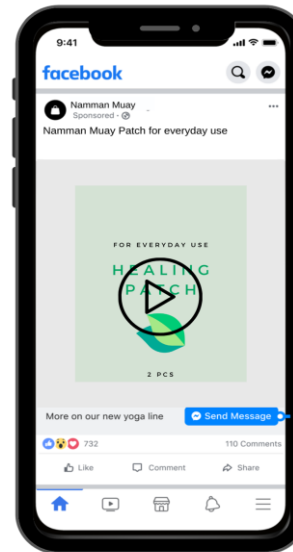 9:41
facebook
Namman Muay
Sponsored -
Namman Muay Patch for everyday use
FOR EVERYDAY USE
HEALING
PATCH
2 PCS
More on our new yoga line
Send Message
732
110 Comments
Like
Comment
Share